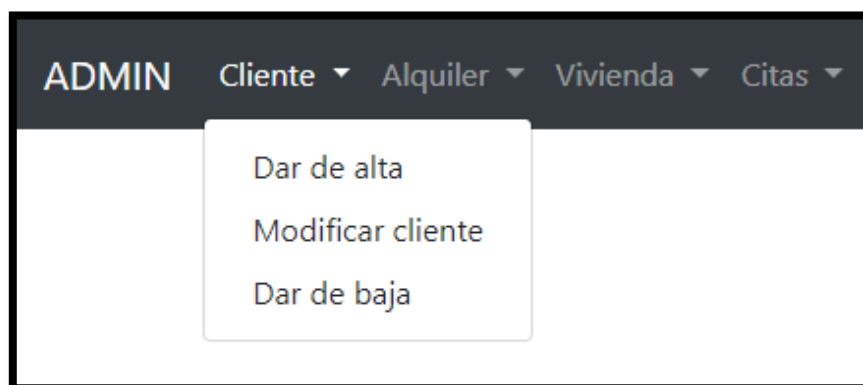 ADMIN Cliente Alquiler Vivienda Citas
Dar de alta
Modificar cliente
Dar de baja